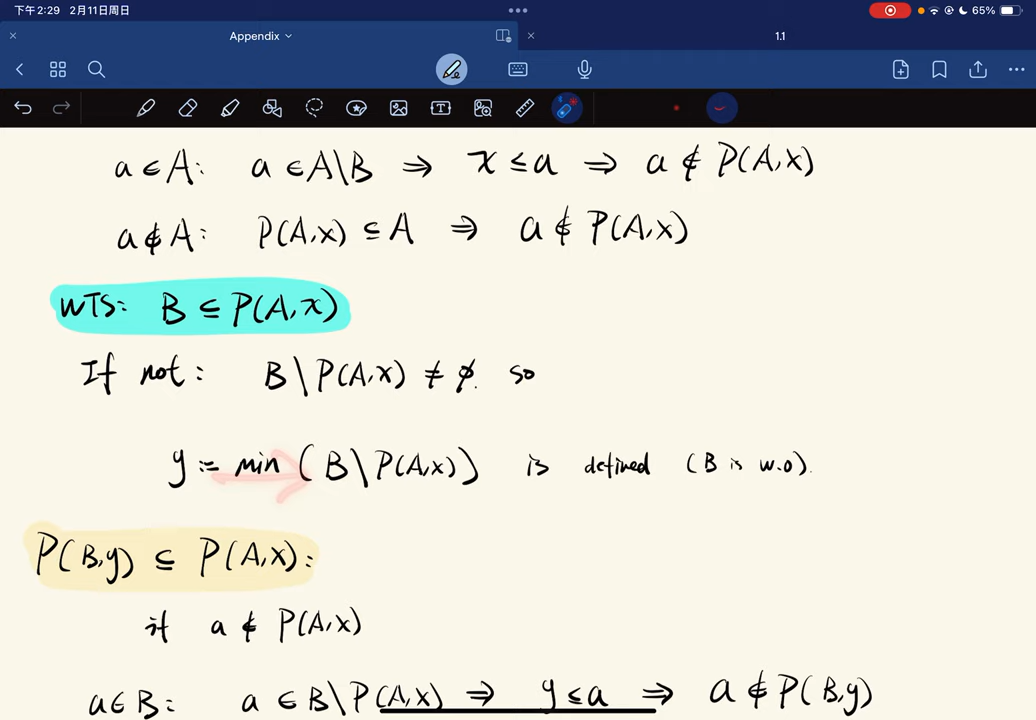 下午2:29 2月11日周日
65%
Appendix
1.1
a∈A: a∈A\B ⇒ x≤a ⇒ a∉P(A,x)
a∉A: P(A,x)⊆A ⇒ a∉P(A,x)
WTS: B⊆P(A,x)
If not: B\P(A,x)≠∅. so
y:=min(B\P(A,x)) is defined (B is w.o).
P(B,y)⊆P(A,x):
if a∉P(A,x)
a∈B: a∈B\P(A,x) ⇒ y≤a ⇒ a∉P(B,y)